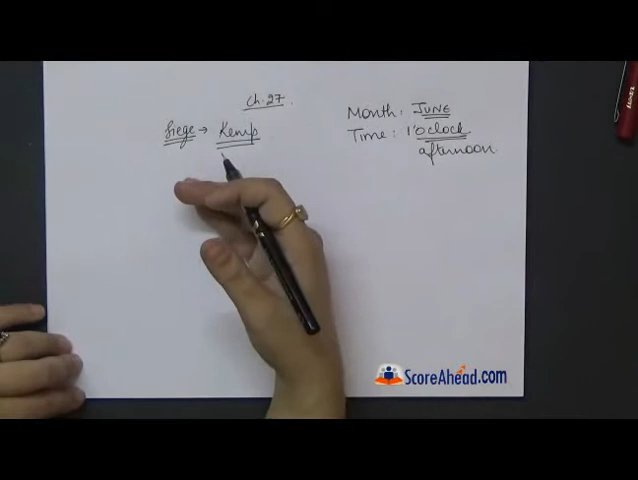 Ch.27.
Siege → Kemp
Month: JUNE
Time: 1 o'clock
afternoon.
ScoreAhead.com